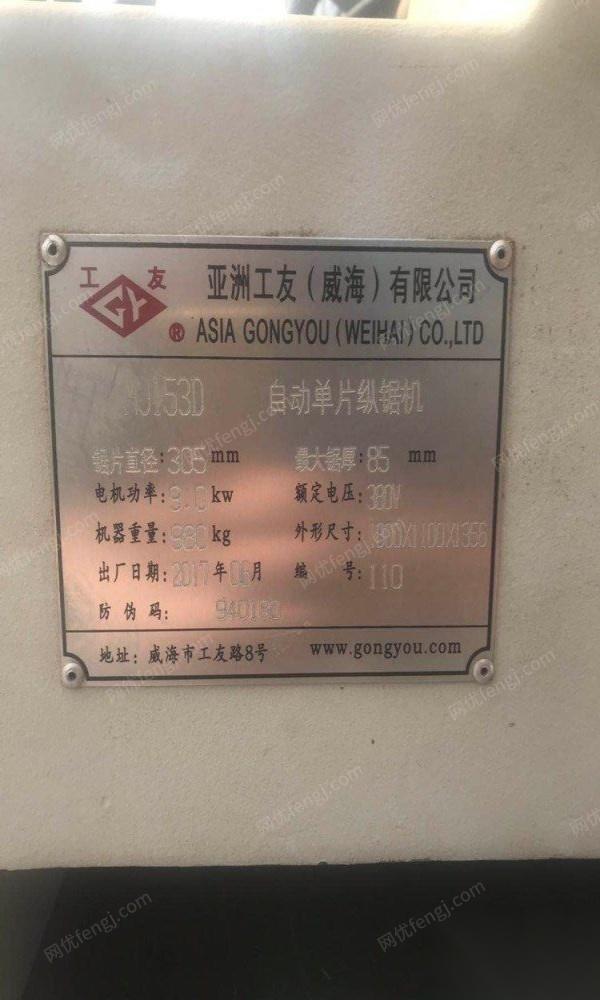 工 友
GY
亚洲工友(威海)有限公司
® ASIA GONGYOU(WEIHAI)CO.,LTD
MJ153D 自动单片纵锯机
锯片直径:305mm 最大锯厚:85 mm
电机功率: kw 额定电压:380V
机器重量: kg 外形尺寸:
出厂日期:2017年06月 编 号:110
防伪码: 940180
地址:威海市工友路8号 www.gongyou.com
网优fengj.com